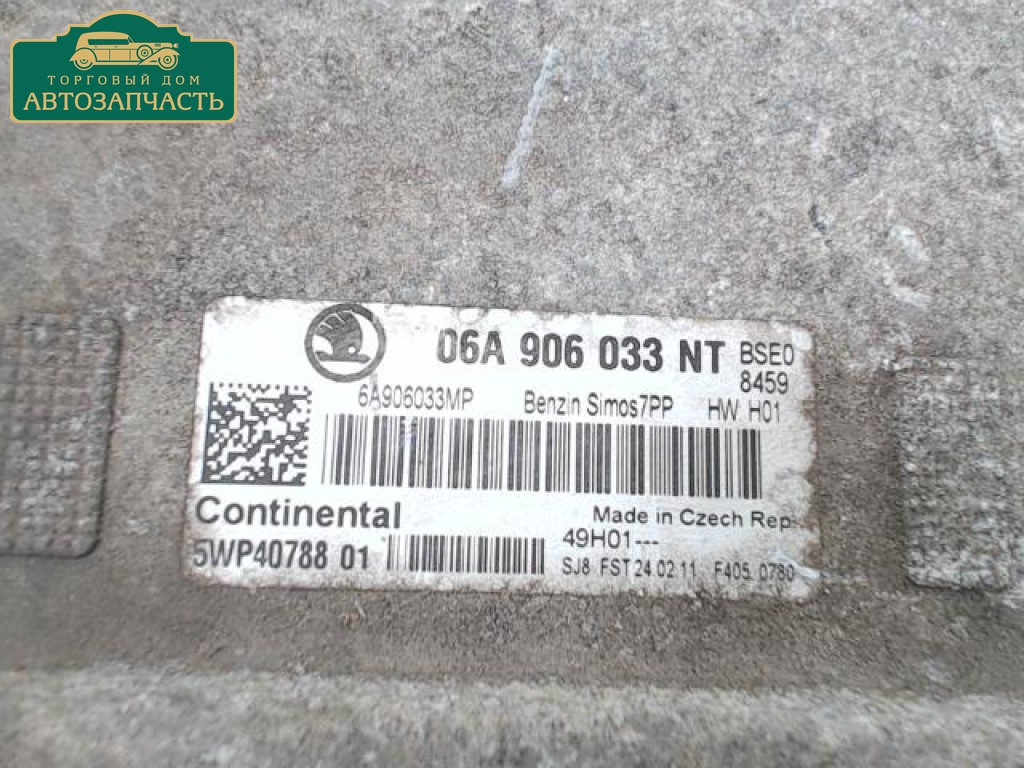 ТОРГОВЫЙ ДОМ
АВТОЗАПЧАСТЬ
06A 906 033 NT BSE0
8459
6A906033MP Benzin Simos7PP HW H01
Continental Made in Czech Rep.
49H01---
5WP40788 01 SJ8 FST 24 02 11 F405 0780